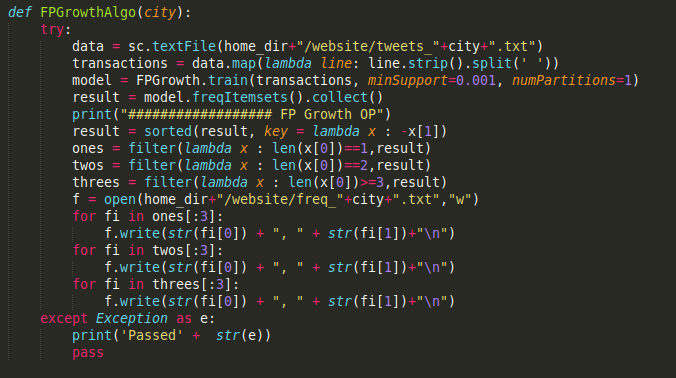 def FPGrowthAlgo(city):
    try:
        data = sc.textFile(home_dir+"/website/tweets_"+city+".txt")
        transactions = data.map(lambda line: line.strip().split(' '))
        model = FPGrowth.train(transactions, minSupport=0.001, numPartitions=1)
        result = model.freqItemsets().collect()
        print("################## FP Growth OP")
        result = sorted(result, key = lambda x : -x[1])
        ones = filter(lambda x : len(x[0])==1,result)
        twos = filter(lambda x : len(x[0])==2,result)
        threes = filter(lambda x : len(x[0])>=3,result)
        f = open(home_dir+"/website/freq_"+city+".txt","w")
        for fi in ones[:3]:
            f.write(str(fi[0]) + ", " + str(fi[1])+"\n")
        for fi in twos[:3]:
            f.write(str(fi[0]) + ", " + str(fi[1])+"\n")
        for fi in threes[:3]:
            f.write(str(fi[0]) + ", " + str(fi[1])+"\n")
    except Exception as e:
        print('Passed' +  str(e))
        pass